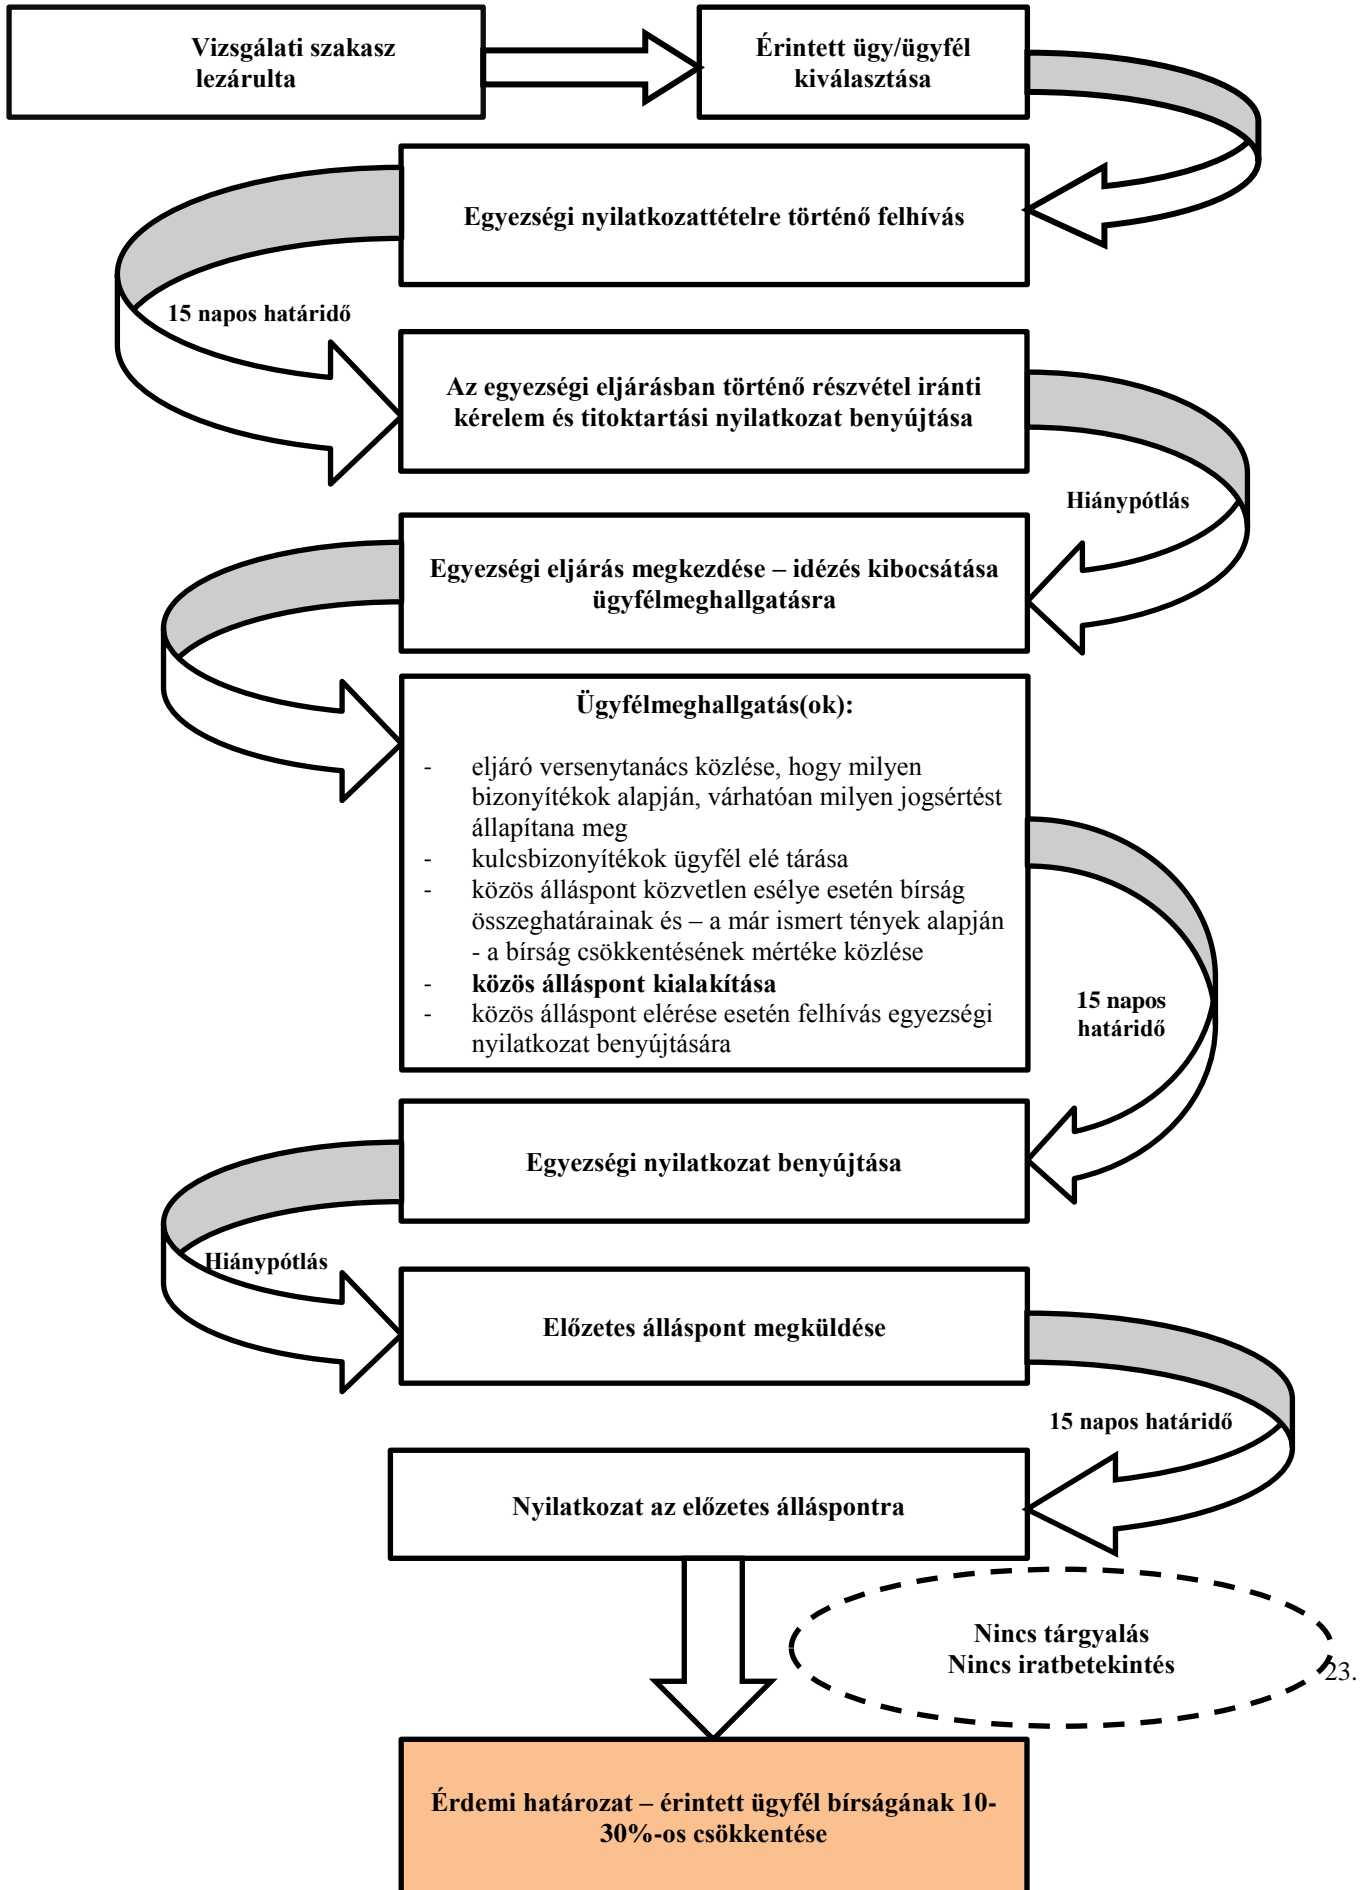 Vizsgálati szakasz
lezárulta
Érintett ügy/ügyfél
kiválasztása
Egyezségi nyilatkozattételre történő felhívás
15 napos határidő
Az egyezségi eljárásban történő részvétel iránti
kérelem és titoktartási nyilatkozat benyújtása
Hiánypótlás
Egyezségi eljárás megkezdése – idézés kibocsátása
ügyfélmeghallgatásra
Ügyfélmeghallgatás(ok):
- eljáró versenytanács közlése, hogy milyen
bizonyítékok alapján, várhatóan milyen jogsértést
állapítana meg
- kulcsbizonyítékok ügyfél elé tárása
- közös álláspont közvetlen esélye esetén bírság
összeghatárainak és – a már ismert tények alapján
- a bírság csökkentésének mértéke közlése
- közös álláspont kialakítása
- közös álláspont elérése esetén felhívás egyezségi
nyilatkozat benyújtására
15 napos
határidő
Egyezségi nyilatkozat benyújtása
Hiánypótlás
Előzetes álláspont megküldése
15 napos határidő
Nyilatkozat az előzetes álláspontra
Nincs tárgyalás
Nincs iratbetekintés
23.
Érdemi határozat – érintett ügyfél bírságának 10-
30%-os csökkentése